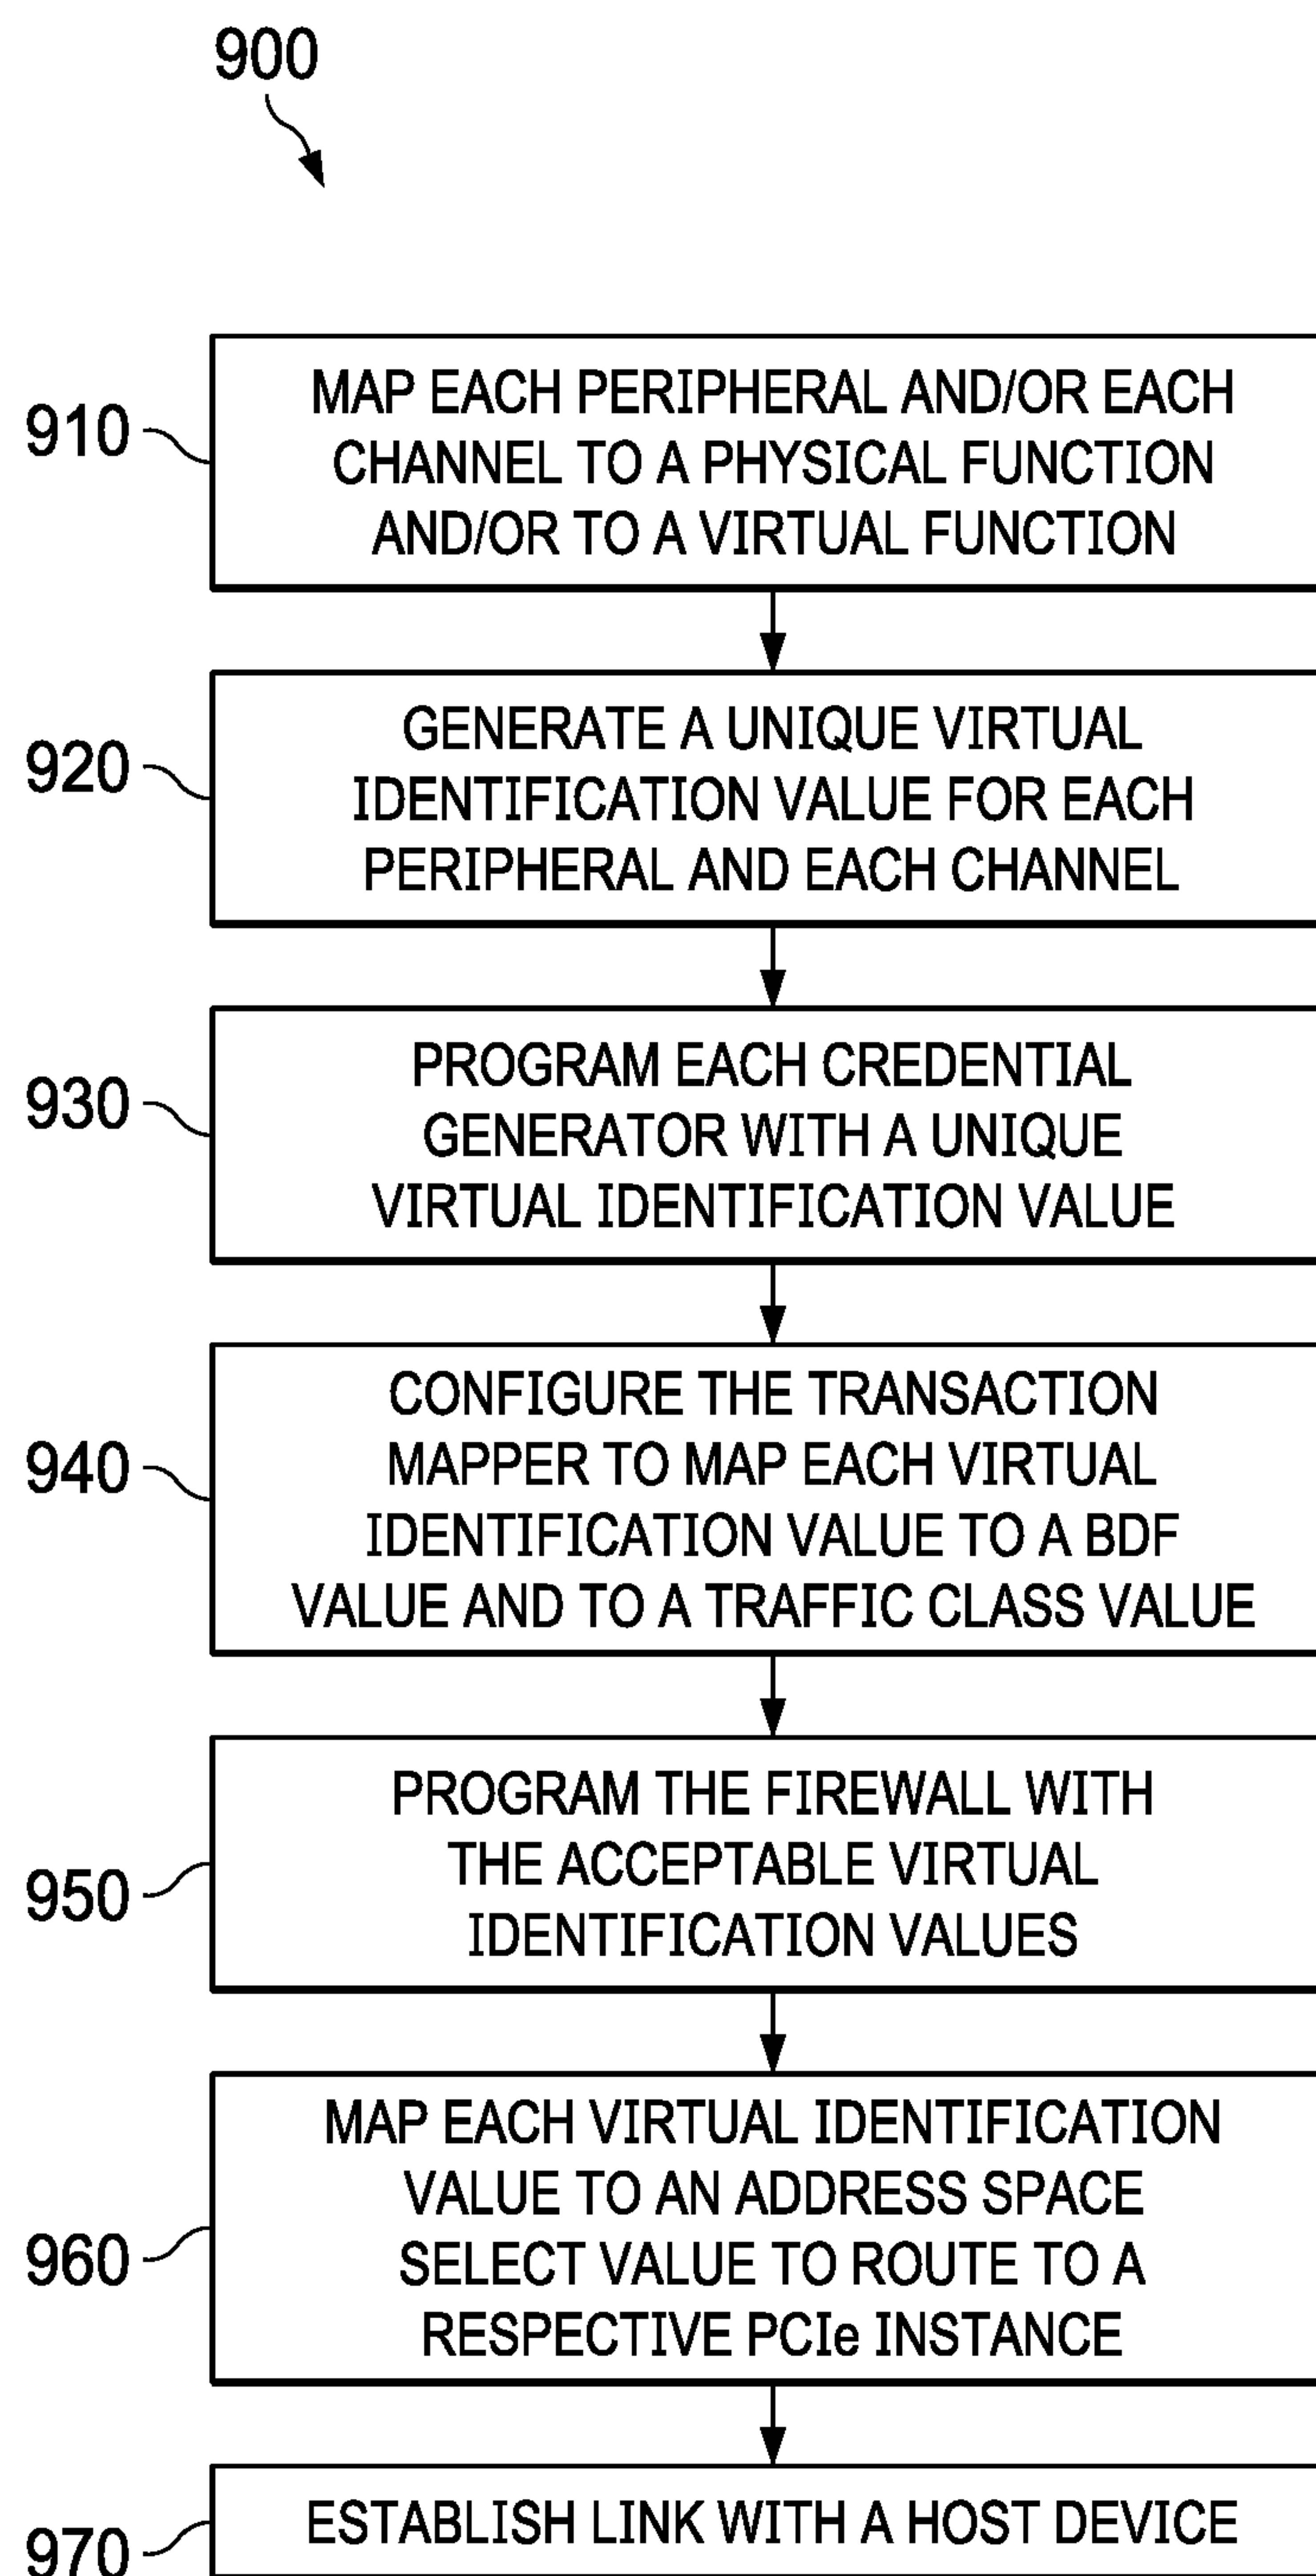 900
910
MAP EACH PERIPHERAL AND/OR EACH
CHANNEL TO A PHYSICAL FUNCTION
AND/OR TO A VIRTUAL FUNCTION
920
GENERATE A UNIQUE VIRTUAL
IDENTIFICATION VALUE FOR EACH
PERIPHERAL AND EACH CHANNEL
930
PROGRAM EACH CREDENTIAL
GENERATOR WITH A UNIQUE
VIRTUAL IDENTIFICATION VALUE
940
CONFIGURE THE TRANSACTION
MAPPER TO MAP EACH VIRTUAL
IDENTIFICATION VALUE TO A BDF
VALUE AND TO A TRAFFIC CLASS VALUE
950
PROGRAM THE FIREWALL WITH
THE ACCEPTABLE VIRTUAL
IDENTIFICATION VALUES
960
MAP EACH VIRTUAL IDENTIFICATION
VALUE TO AN ADDRESS SPACE
SELECT VALUE TO ROUTE TO A
RESPECTIVE PCIe INSTANCE
970
ESTABLISH LINK WITH A HOST DEVICE